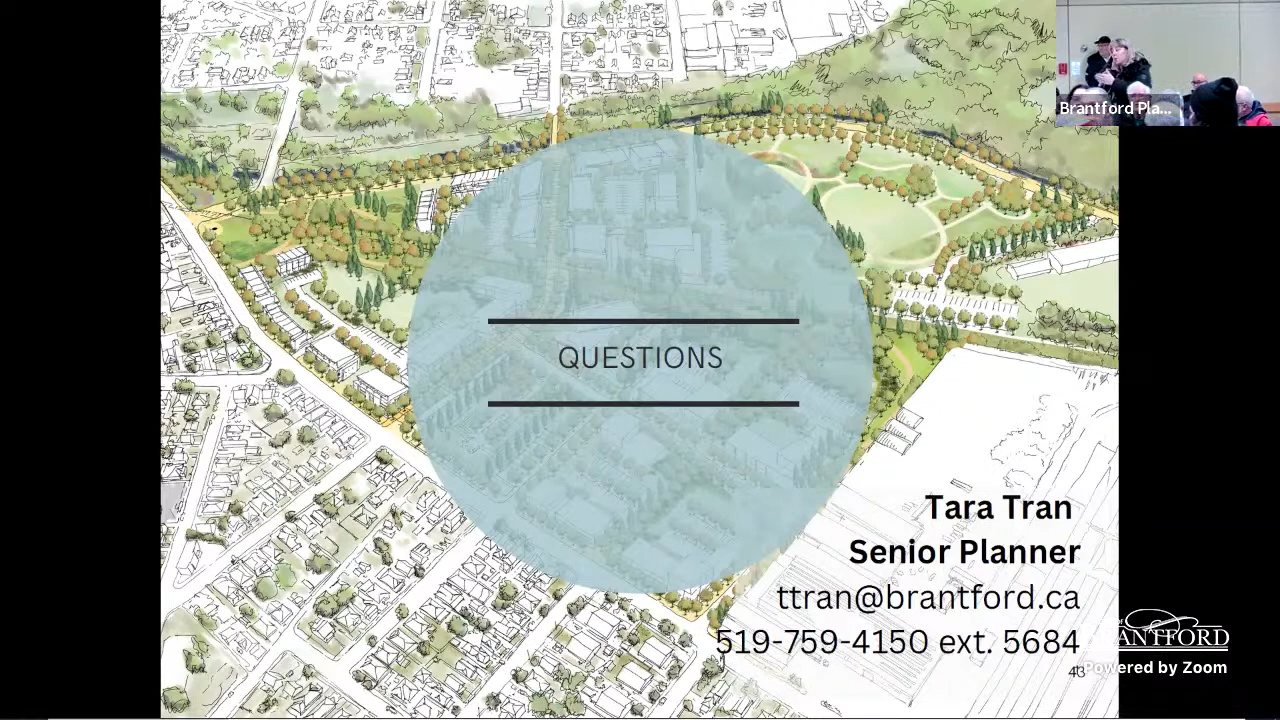 Brantford Pla...
QUESTIONS
Tara Tran
Senior Planner
ttran@brantford.ca
519-759-4150 ext. 5684
BRANTFORD
43
Powered by Zoom